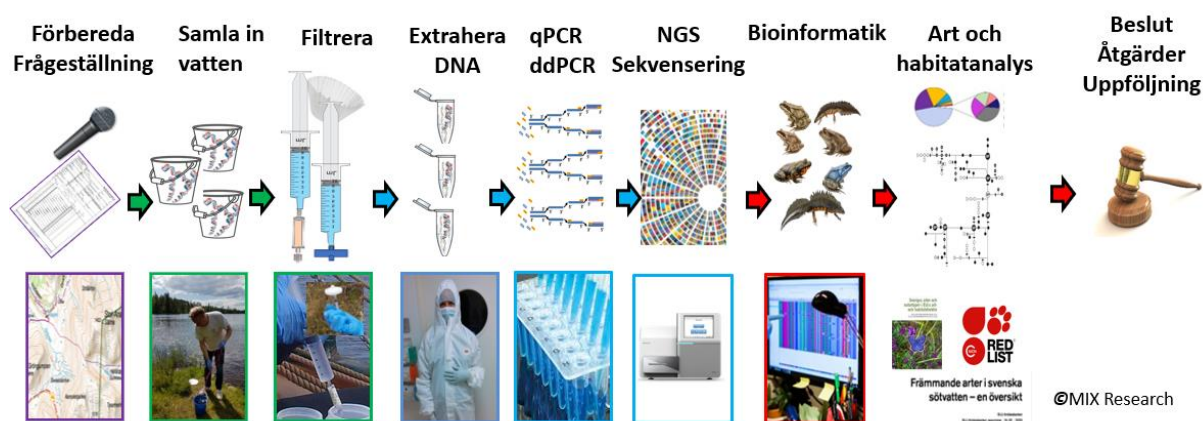 Förbereda
Frågeställning
Samla in
vatten
Filtrera
Extrahera
DNA
qPCR
ddPCR
NGS
Sekvensering
Bioinformatik
Art och
habitatanalys
Beslut
Åtgärder
Uppföljning
RED
LIST
Främmande arter i svenska
sötvatten – en översikt
©MIX Research